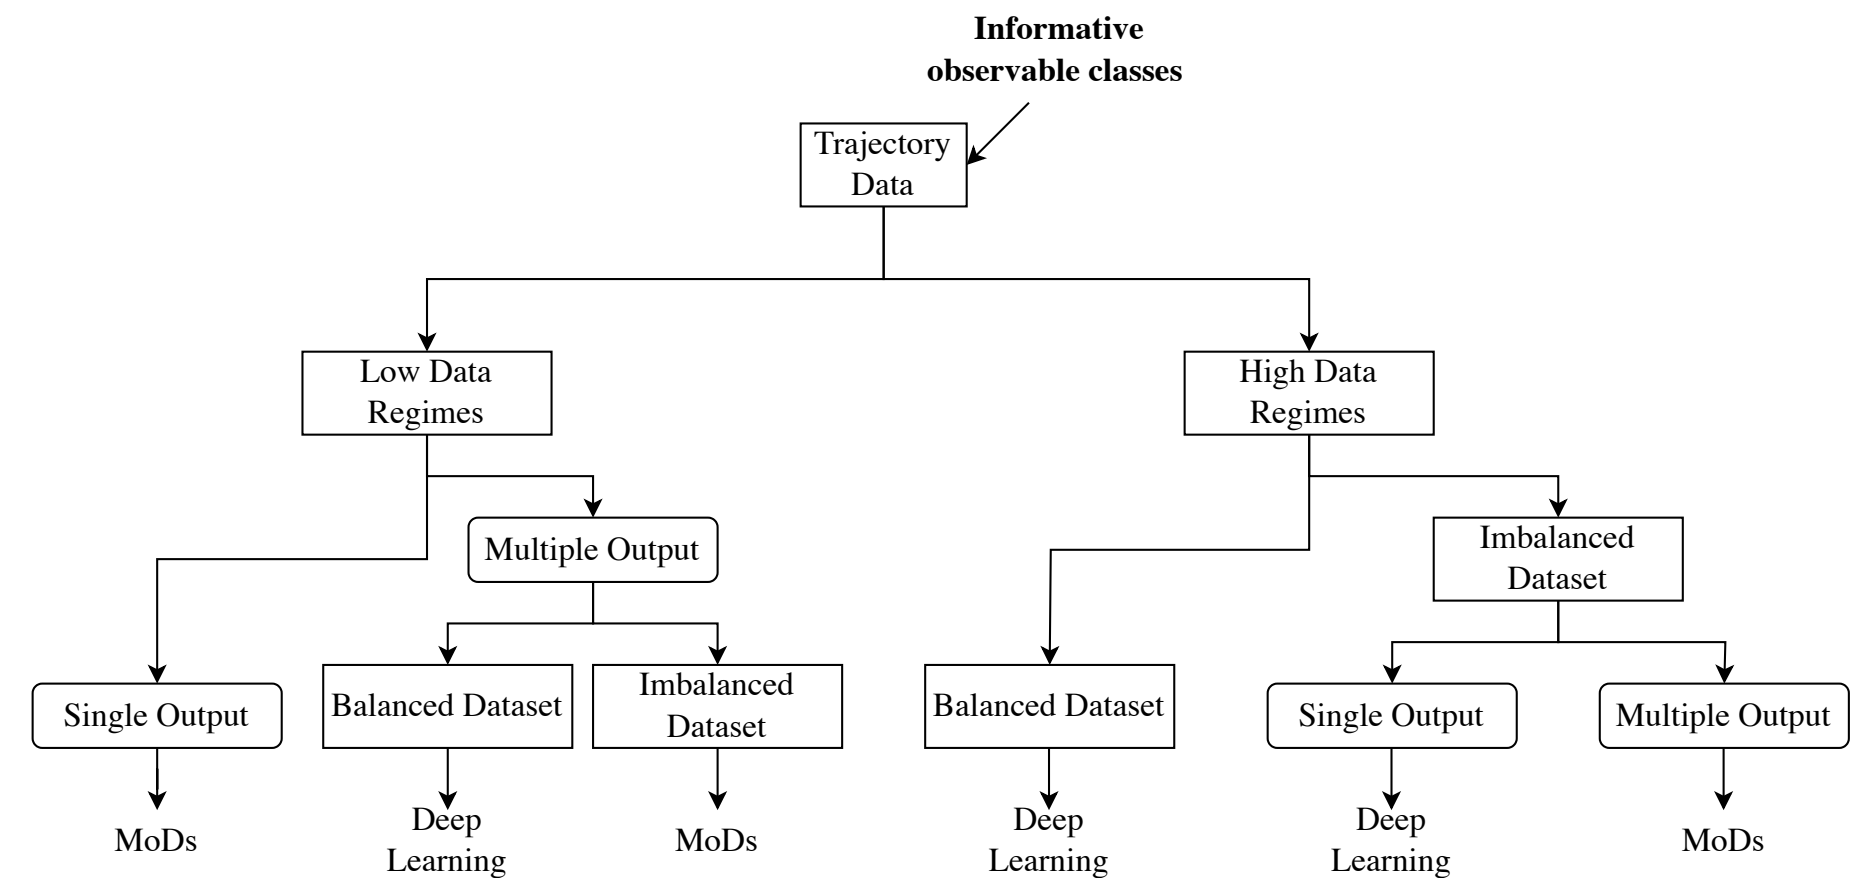 Informative
observable classes
Trajectory
Data
Low Data
Regimes
High Data
Regimes
Multiple Output
Imbalanced
Dataset
Single Output
Balanced Dataset
Imbalanced
Dataset
Balanced Dataset
Single Output
Multiple Output
MoDs
Deep
Learning
MoDs
Deep
Learning
Deep
Learning
MoDs